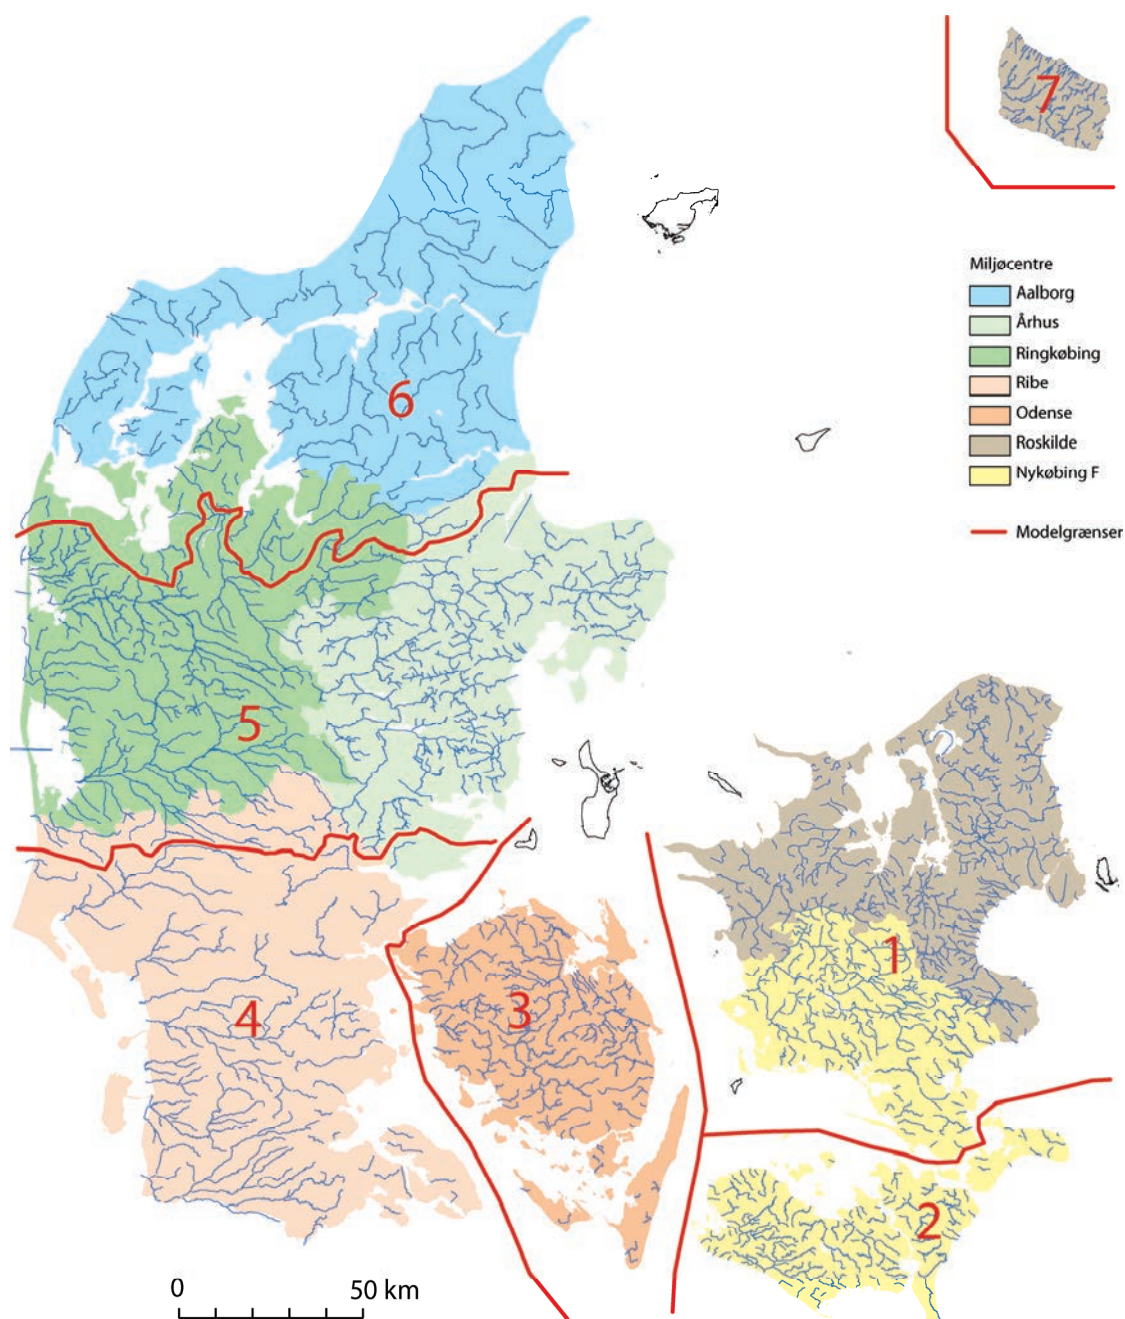 7
Miljøcentre
Aalborg
Århus
Ringkøbing
Ribe
Odense
Roskilde
Nykøbing F
Modelgrænser
6
5
1
3
4
2
0 50 km